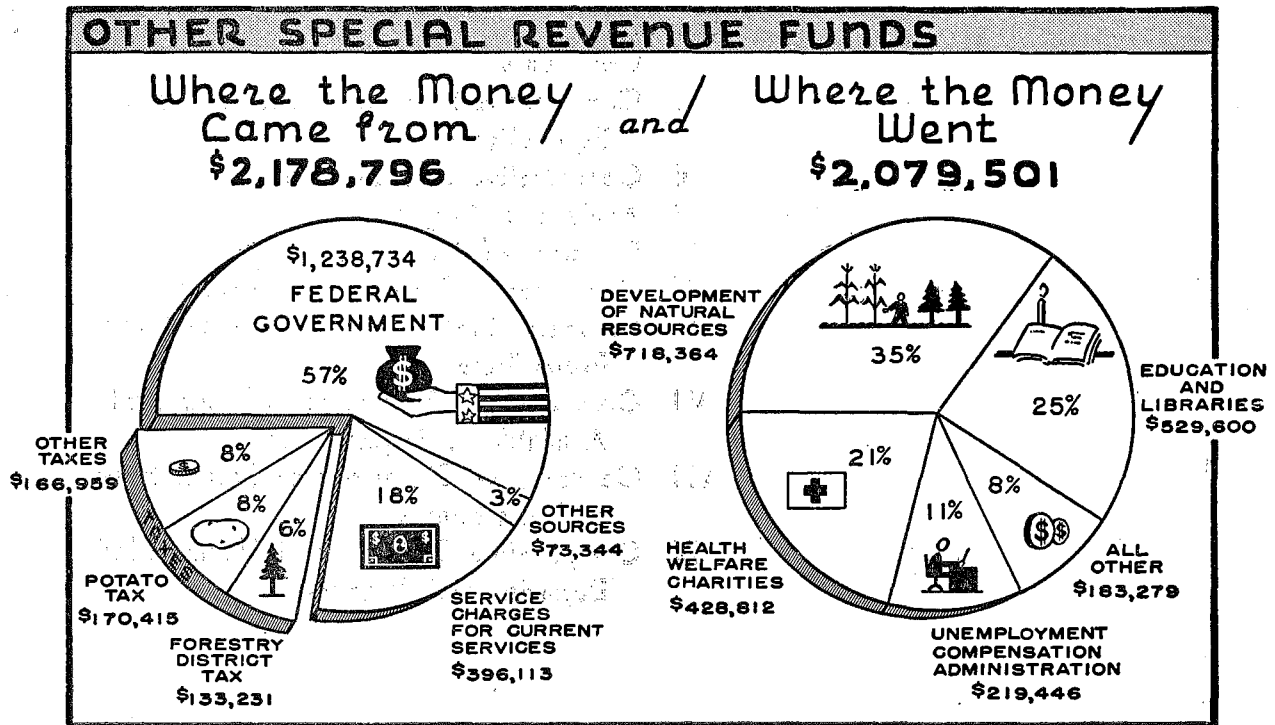 OTHER SPECIAL REVENUE FUNDS
Where the Money
Came from
$2,178,796
and
Where the Money
Went
$2,079,501
$1,238,734
FEDERAL
GOVERNMENT
57%
$
OTHER
TAXES
$166,959
8%
8%
6%
TAXES
POTATO
TAX
$170,415
FORESTRY
DISTRICT
TAX
$133,231
18%
SERVICE
CHARGES
FOR CURRENT
SERVICES
$396,113
3%
OTHER
SOURCES
$73,344
DEVELOPMENT
OF NATURAL
RESOURCES
$718,364
35%
25%
EDUCATION
AND
LIBRARIES
$529,600
21%
HEALTH
WELFARE
CHARITIES
$428,812
11%
UNEMPLOYMENT
COMPENSATION
ADMINISTRATION
$219,446
8%
$ $
ALL
OTHER
$183,279